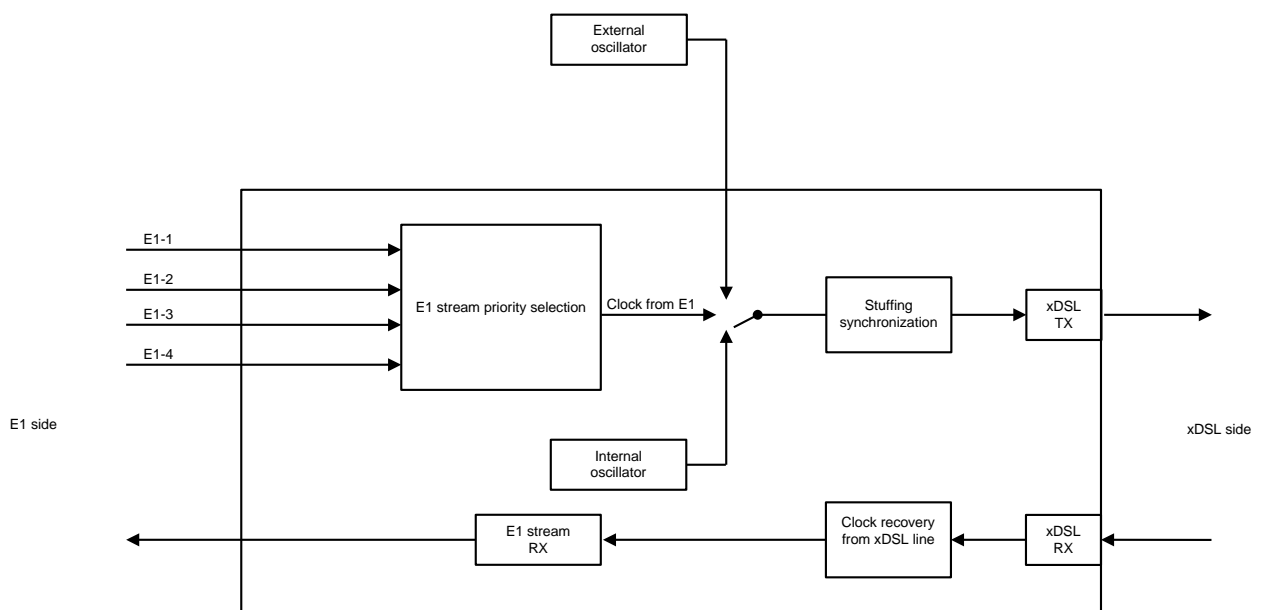 External
oscillator
E1-1
E1-2
E1-3
E1-4
E1 stream priority selection
Clock from E1
Stuffing
synchronization
xDSL
TX
E1 side
xDSL side
Internal
oscillator
E1 stream
RX
Clock recovery
from xDSL line
xDSL
RX